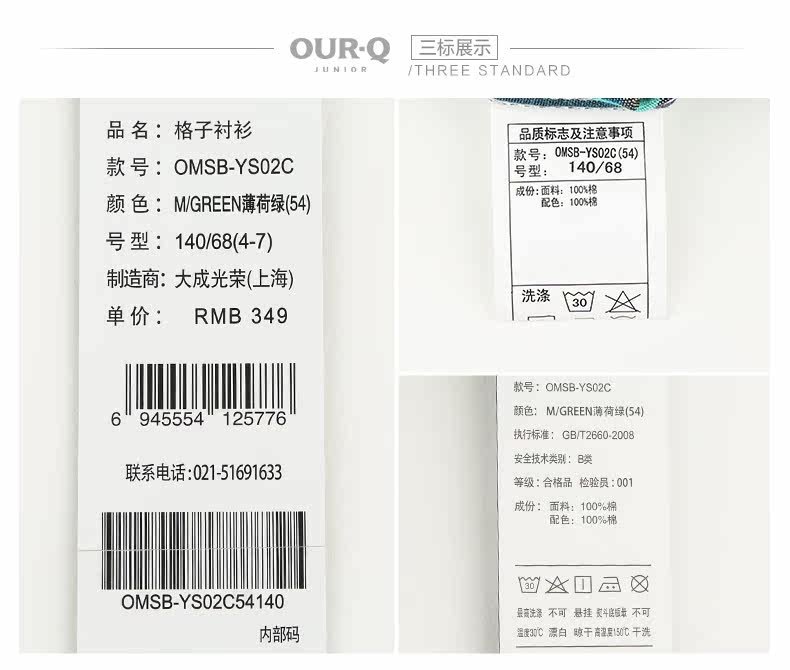 OUR-Q
JUNIOR
三标展示
/THREE STANDARD
品 名： 格子衬衫
款 号： OMSB-YS02C
颜 色： M/GREEN薄荷绿(54)
号 型： 140/68(4-7)
制造商： 大成光荣(上海)
单 价： RMB 349
6 945554 125776
联系电话：021-51691633
OMSB-YS02C54140
内部码
品质标志及注意事项
款号： OMSB-YS02C(54)
号型： 140/68
成份： 面料： 100%棉
配色： 100%棉
洗涤 30
款号： OMSB-YS02C
颜色： M/GREEN薄荷绿(54)
执行标准： GB/T2660-2008
安全技术类别： B类
等级：合格品 检验员：001
成份： 面料： 100%棉
配色： 100%棉
30
最高洗涤 不可 悬挂 熨斗底板最 不可
温度30℃ 漂白 晾干 高温度150℃ 干洗